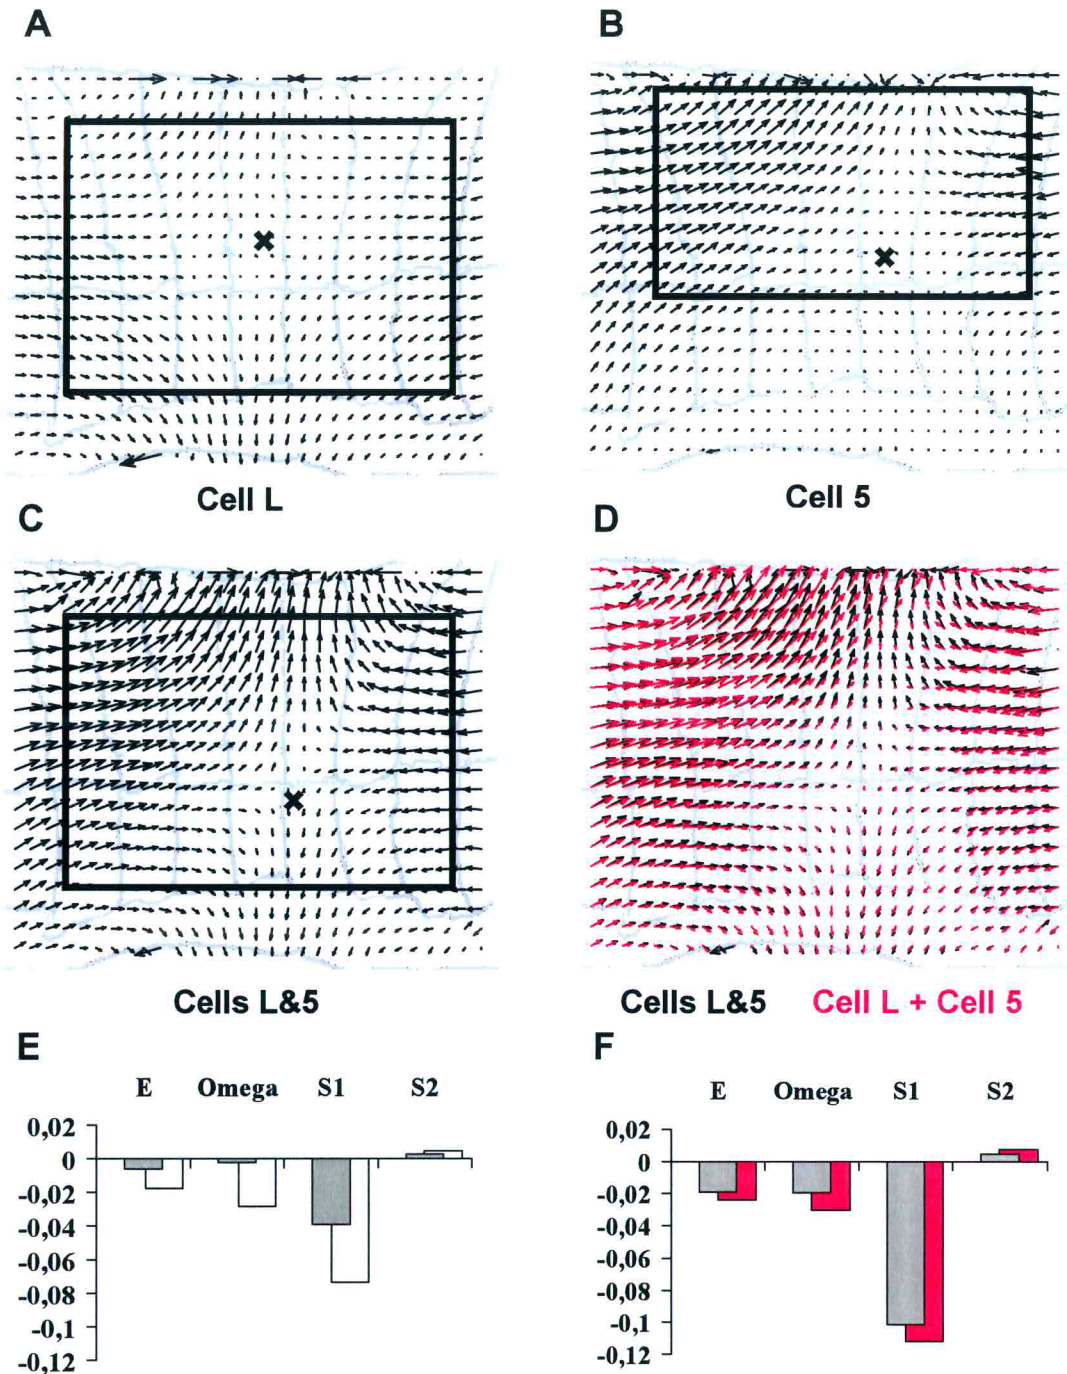 A
B
Cell L
Cell 5
C
D
Cells L&5
Cells L&5 Cell L + Cell 5
E
F
E Omega S1 S2
0,02
0
-0,02
-0,04
-0,06
-0,08
-0,1
-0,12
E Omega S1 S2
0,02
0
-0,02
-0,04
-0,06
-0,08
-0,1
-0,12